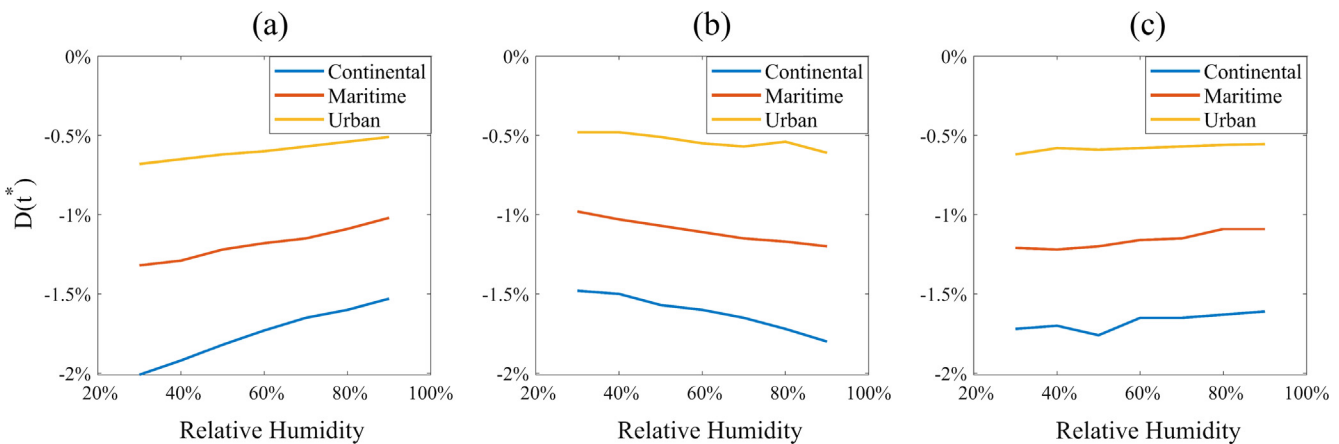 (a)
(b)
(c)
0%
-0.5%
-1%
-1.5%
-2%
D(t*)
20%
40%
60%
80%
100%
Relative Humidity
Continental
Maritime
Urban
0%
-0.5%
-1%
-1.5%
-2%
20%
40%
60%
80%
100%
Relative Humidity
Continental
Maritime
Urban
0%
-0.5%
-1%
-1.5%
-2%
20%
40%
60%
80%
100%
Relative Humidity
Continental
Maritime
Urban